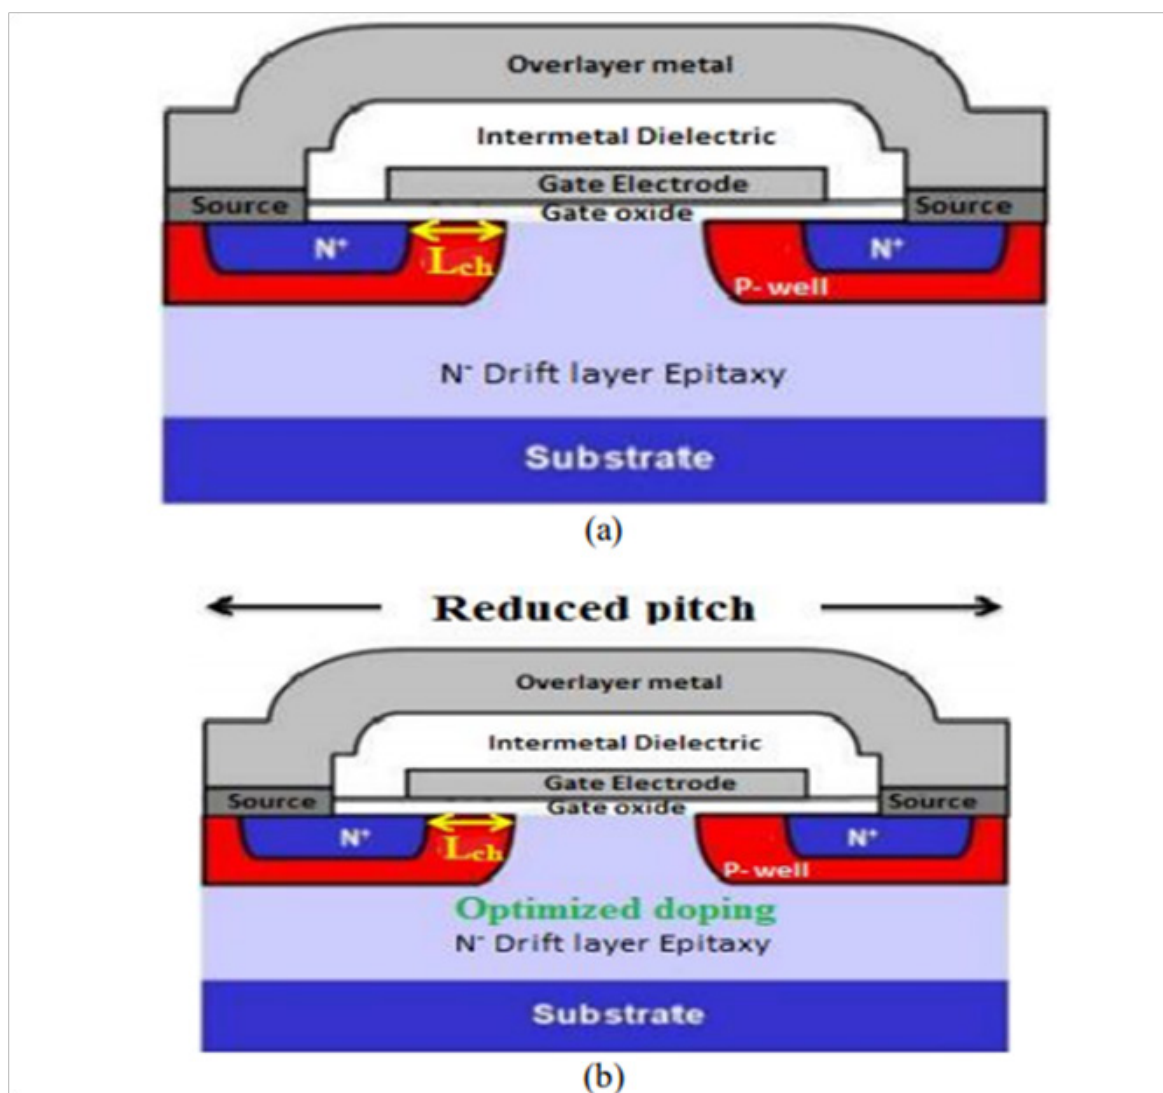 Overlayer metal
Intermetal Dielectric
Gate Electrode
Source Gate oxide Source
N⁺ Lch N⁺
P- well
N⁻ Drift layer Epitaxy
Substrate
(a)
Reduced pitch
Overlayer metal
Intermetal Dielectric
Gate Electrode
Source Gate oxide Source
N⁺ Lch N⁺
P- well
Optimized doping
N⁻ Drift layer Epitaxy
Substrate
(b)